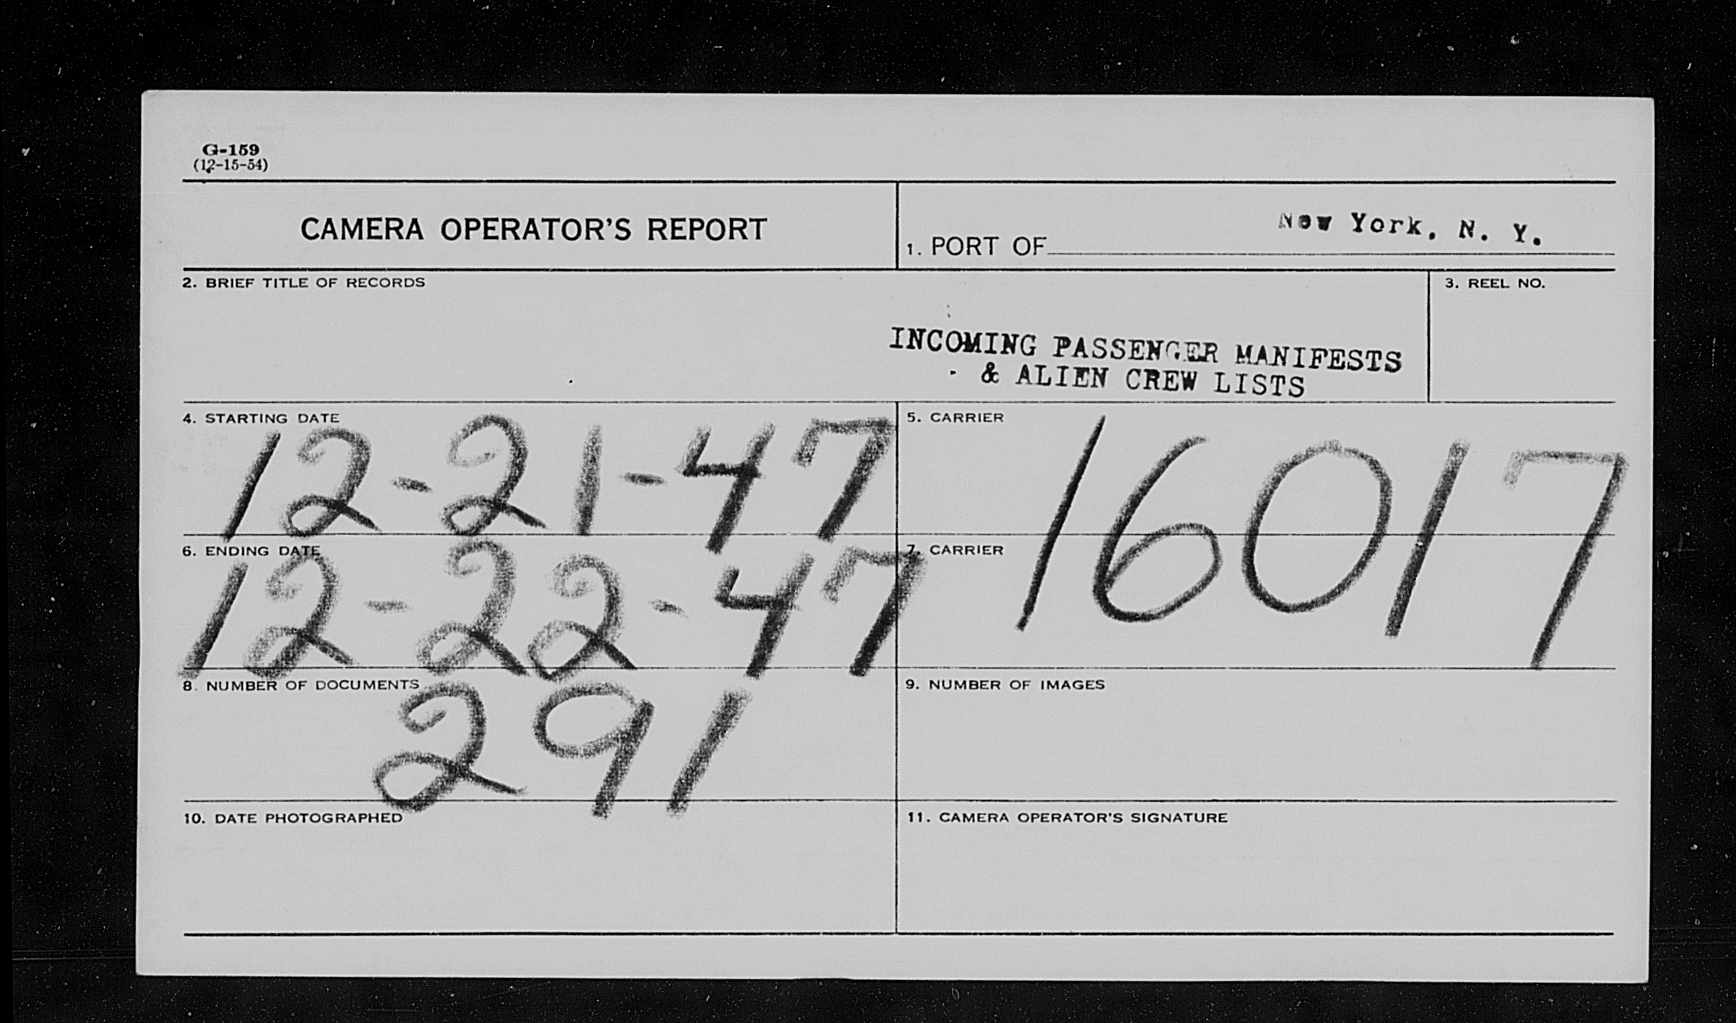 G-159
(12-15-54)
CAMERA OPERATOR'S REPORT
1. PORT OF New York, N. Y.
2. BRIEF TITLE OF RECORDS
INCOMING PASSENGER MANIFESTS
& ALIEN CREW LISTS
3. REEL NO.
4. STARTING DATE
12-21-47
5. CARRIER
16017
6. ENDING DATE
12-22-47
7. CARRIER
8. NUMBER OF DOCUMENTS
291
9. NUMBER OF IMAGES
10. DATE PHOTOGRAPHED
11. CAMERA OPERATOR'S SIGNATURE